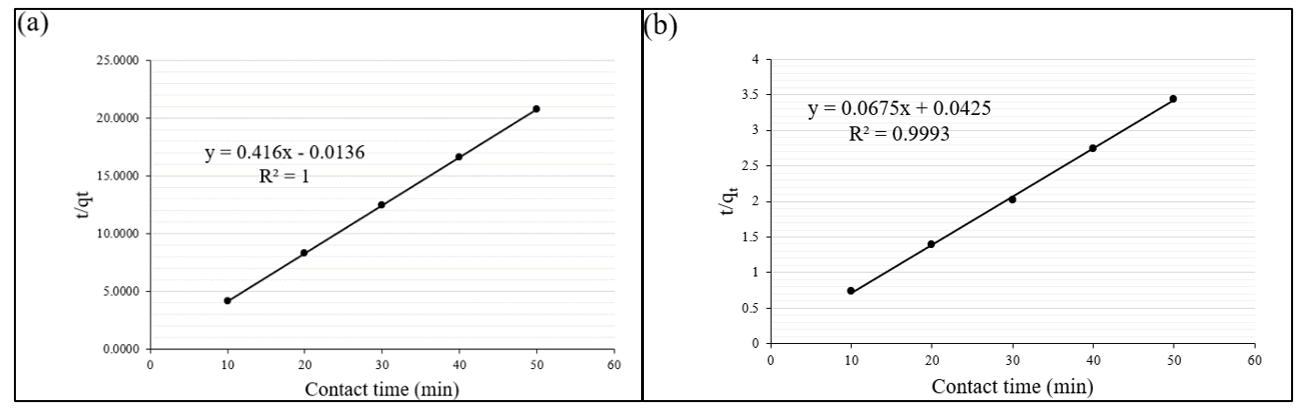 (a)
25.0000
20.0000
15.0000
10.0000
5.0000
0.0000
t/qt
y = 0.416x - 0.0136
R² = 1
0 10 20 30 40 50 60
Contact time (min)
(b)
4
3.5
3
2.5
2
1.5
1
0.5
0
t/qₜ
y = 0.0675x + 0.0425
R² = 0.9993
0 10 20 30 40 50 60
Contact time (min)